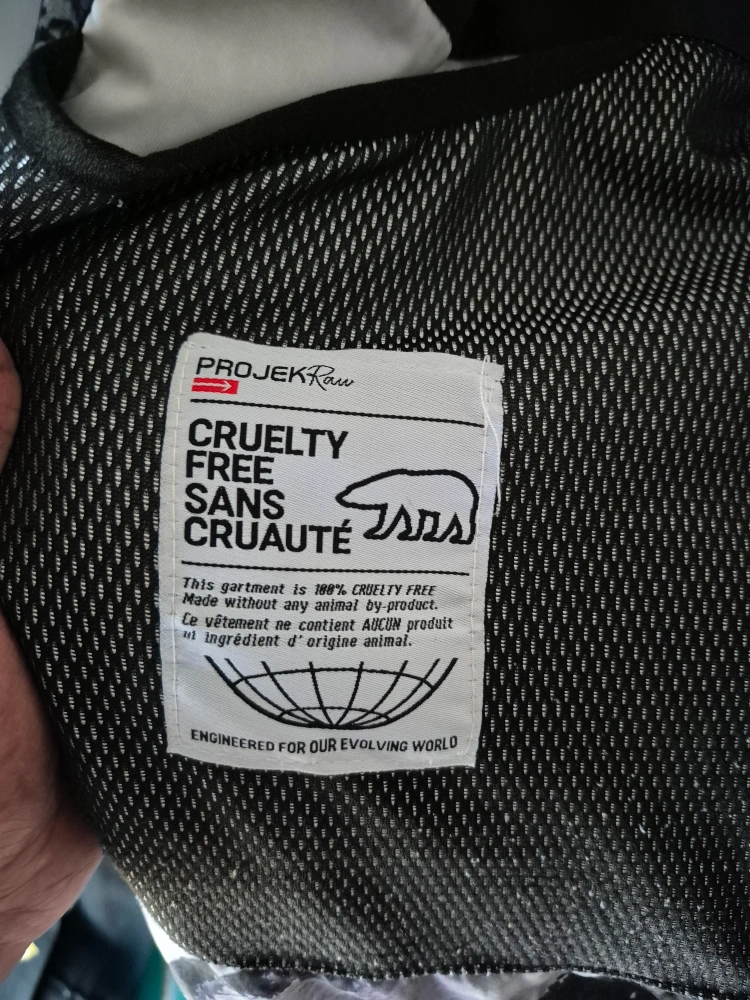 PROJEK Raw
CRUELTY
FREE
SANS
CRUAUTÉ
This gartment is 100% CRUELTY FREE
Made without any animal by-product.
Ce vêtement ne contient AUCUN produit
ni ingrédient d'origine animal.
ENGINEERED FOR OUR EVOLVING WORLD